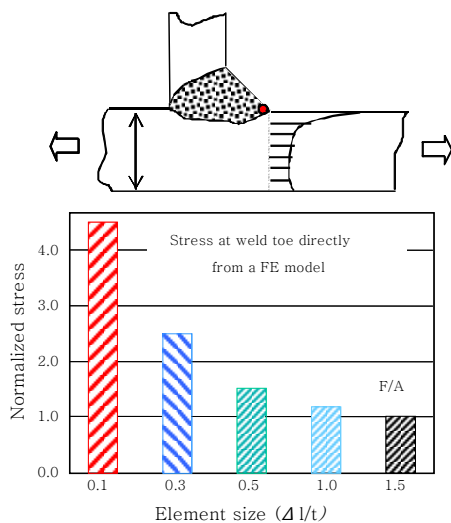 Stress at weld toe directly
from a FE model
Normalized stress
4.0
3.0
2.0
1.0
0.0
F/A
0.1 0.3 0.5 1.0 1.5
Element size (Δ l/t)